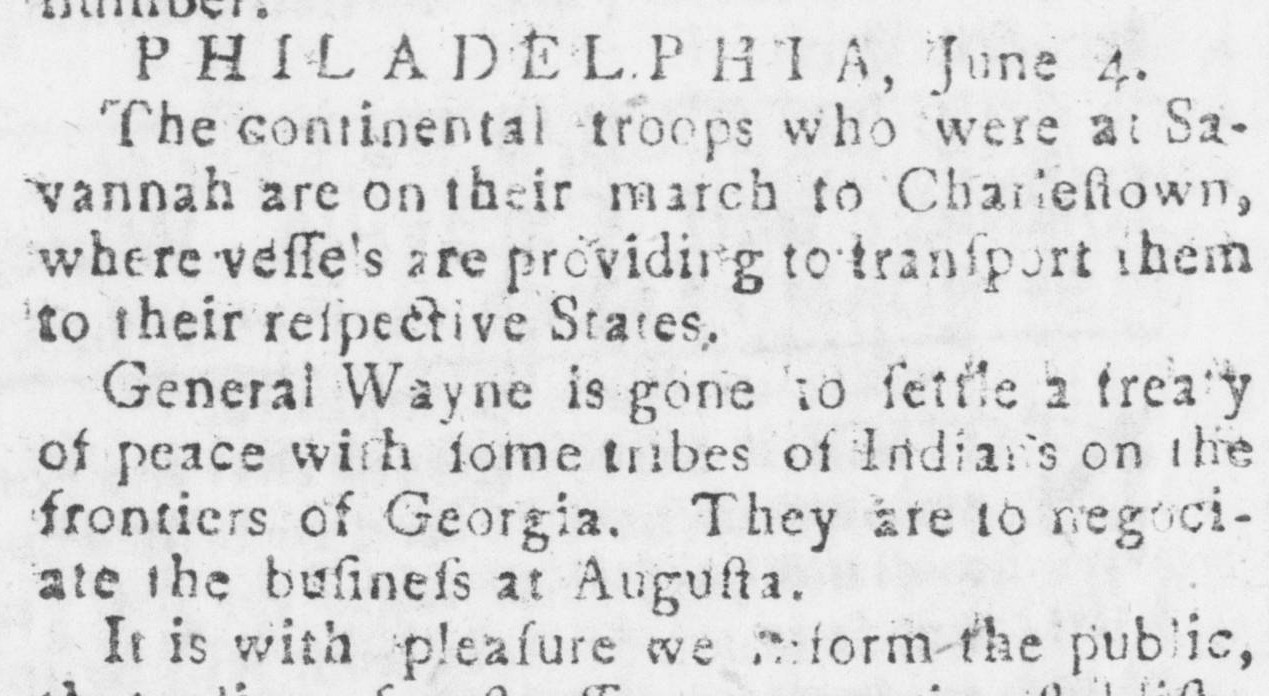 number.
PHILADELPHIA, June 4.
The continental troops who were at Sa-
vannah are on their march to Charleſtown,
where veſſels are providing to tranſport them
to their reſpective States.
General Wayne is gone to ſettle a treaty
of peace with ſome tribes of Indians on the
frontiers of Georgia. They are to negoci-
ate the buſineſs at Auguſta.
It is with pleaſure we inform the public,